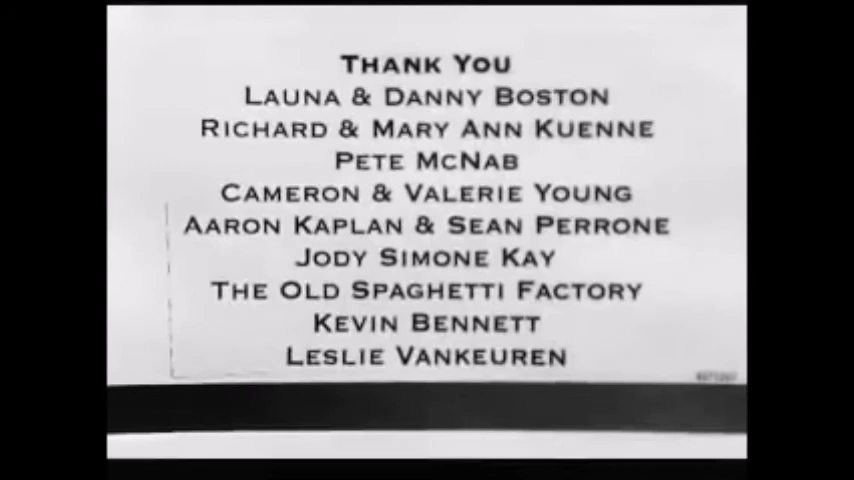 THANK YOU
LAUNA & DANNY BOSTON
RICHARD & MARY ANN KUENNE
PETE MCNAB
CAMERON & VALERIE YOUNG
AARON KAPLAN & SEAN PERRONE
JODY SIMONE KAY
THE OLD SPAGHETTI FACTORY
KEVIN BENNETT
LESLIE VANKEUREN